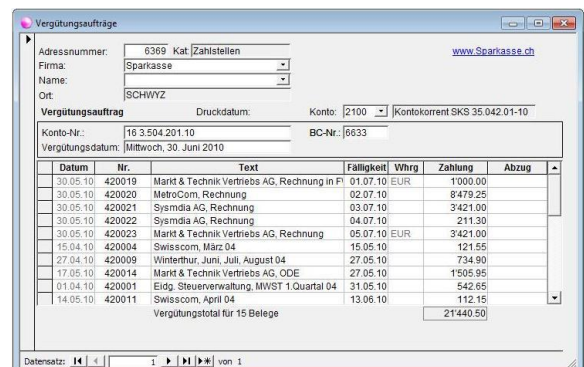 Vergütungsaufträge
Adressnummer: 6369 Kat: Zahlstellen www.Sparkasse.ch
Firma: Sparkasse
Name:
Ort: SCHWYZ
Vergütungsauftrag Druckdatum: Konto: 2100 Kontokorrent SKS 35.042.01-10
Konto-Nr.: 16 3.504.201.10 BC-Nr.: 6633
Vergütungsdatum: Mittwoch, 30. Juni 2010
Datum Nr. Text Fälligkeit Whrg Zahlung Abzug
30.05.10 420019 Markt & Technik Vertriebs AG, Rechnung in F 01.07.10 EUR 1'000.00
30.05.10 420020 MetroCom, Rechnung 02.07.10 8'479.25
30.05.10 420021 Sysmdia AG, Rechnung 03.07.10 3'421.00
30.05.10 420022 Sysmdia AG, Rechnung 04.07.10 211.30
30.05.10 420023 Markt & Technik Vertriebs AG, Rechnung 05.07.10 EUR 3'421.00
15.04.10 420004 Swisscom, März 04 15.05.10 121.55
27.04.10 420009 Winterthur, Juni, Juli, August 04 27.05.10 734.90
17.05.10 420014 Markt & Technik Vertriebs AG, ODE 27.05.10 1'505.95
01.04.10 420001 Eidg. Steuerverwaltung, MWST 1.Quartal 04 31.05.10 542.65
14.05.10 420011 Swisscom, April 04 13.06.10 112.15
Vergütungstotal für 15 Belege 21'440.50
Datensatz: 1 von 1